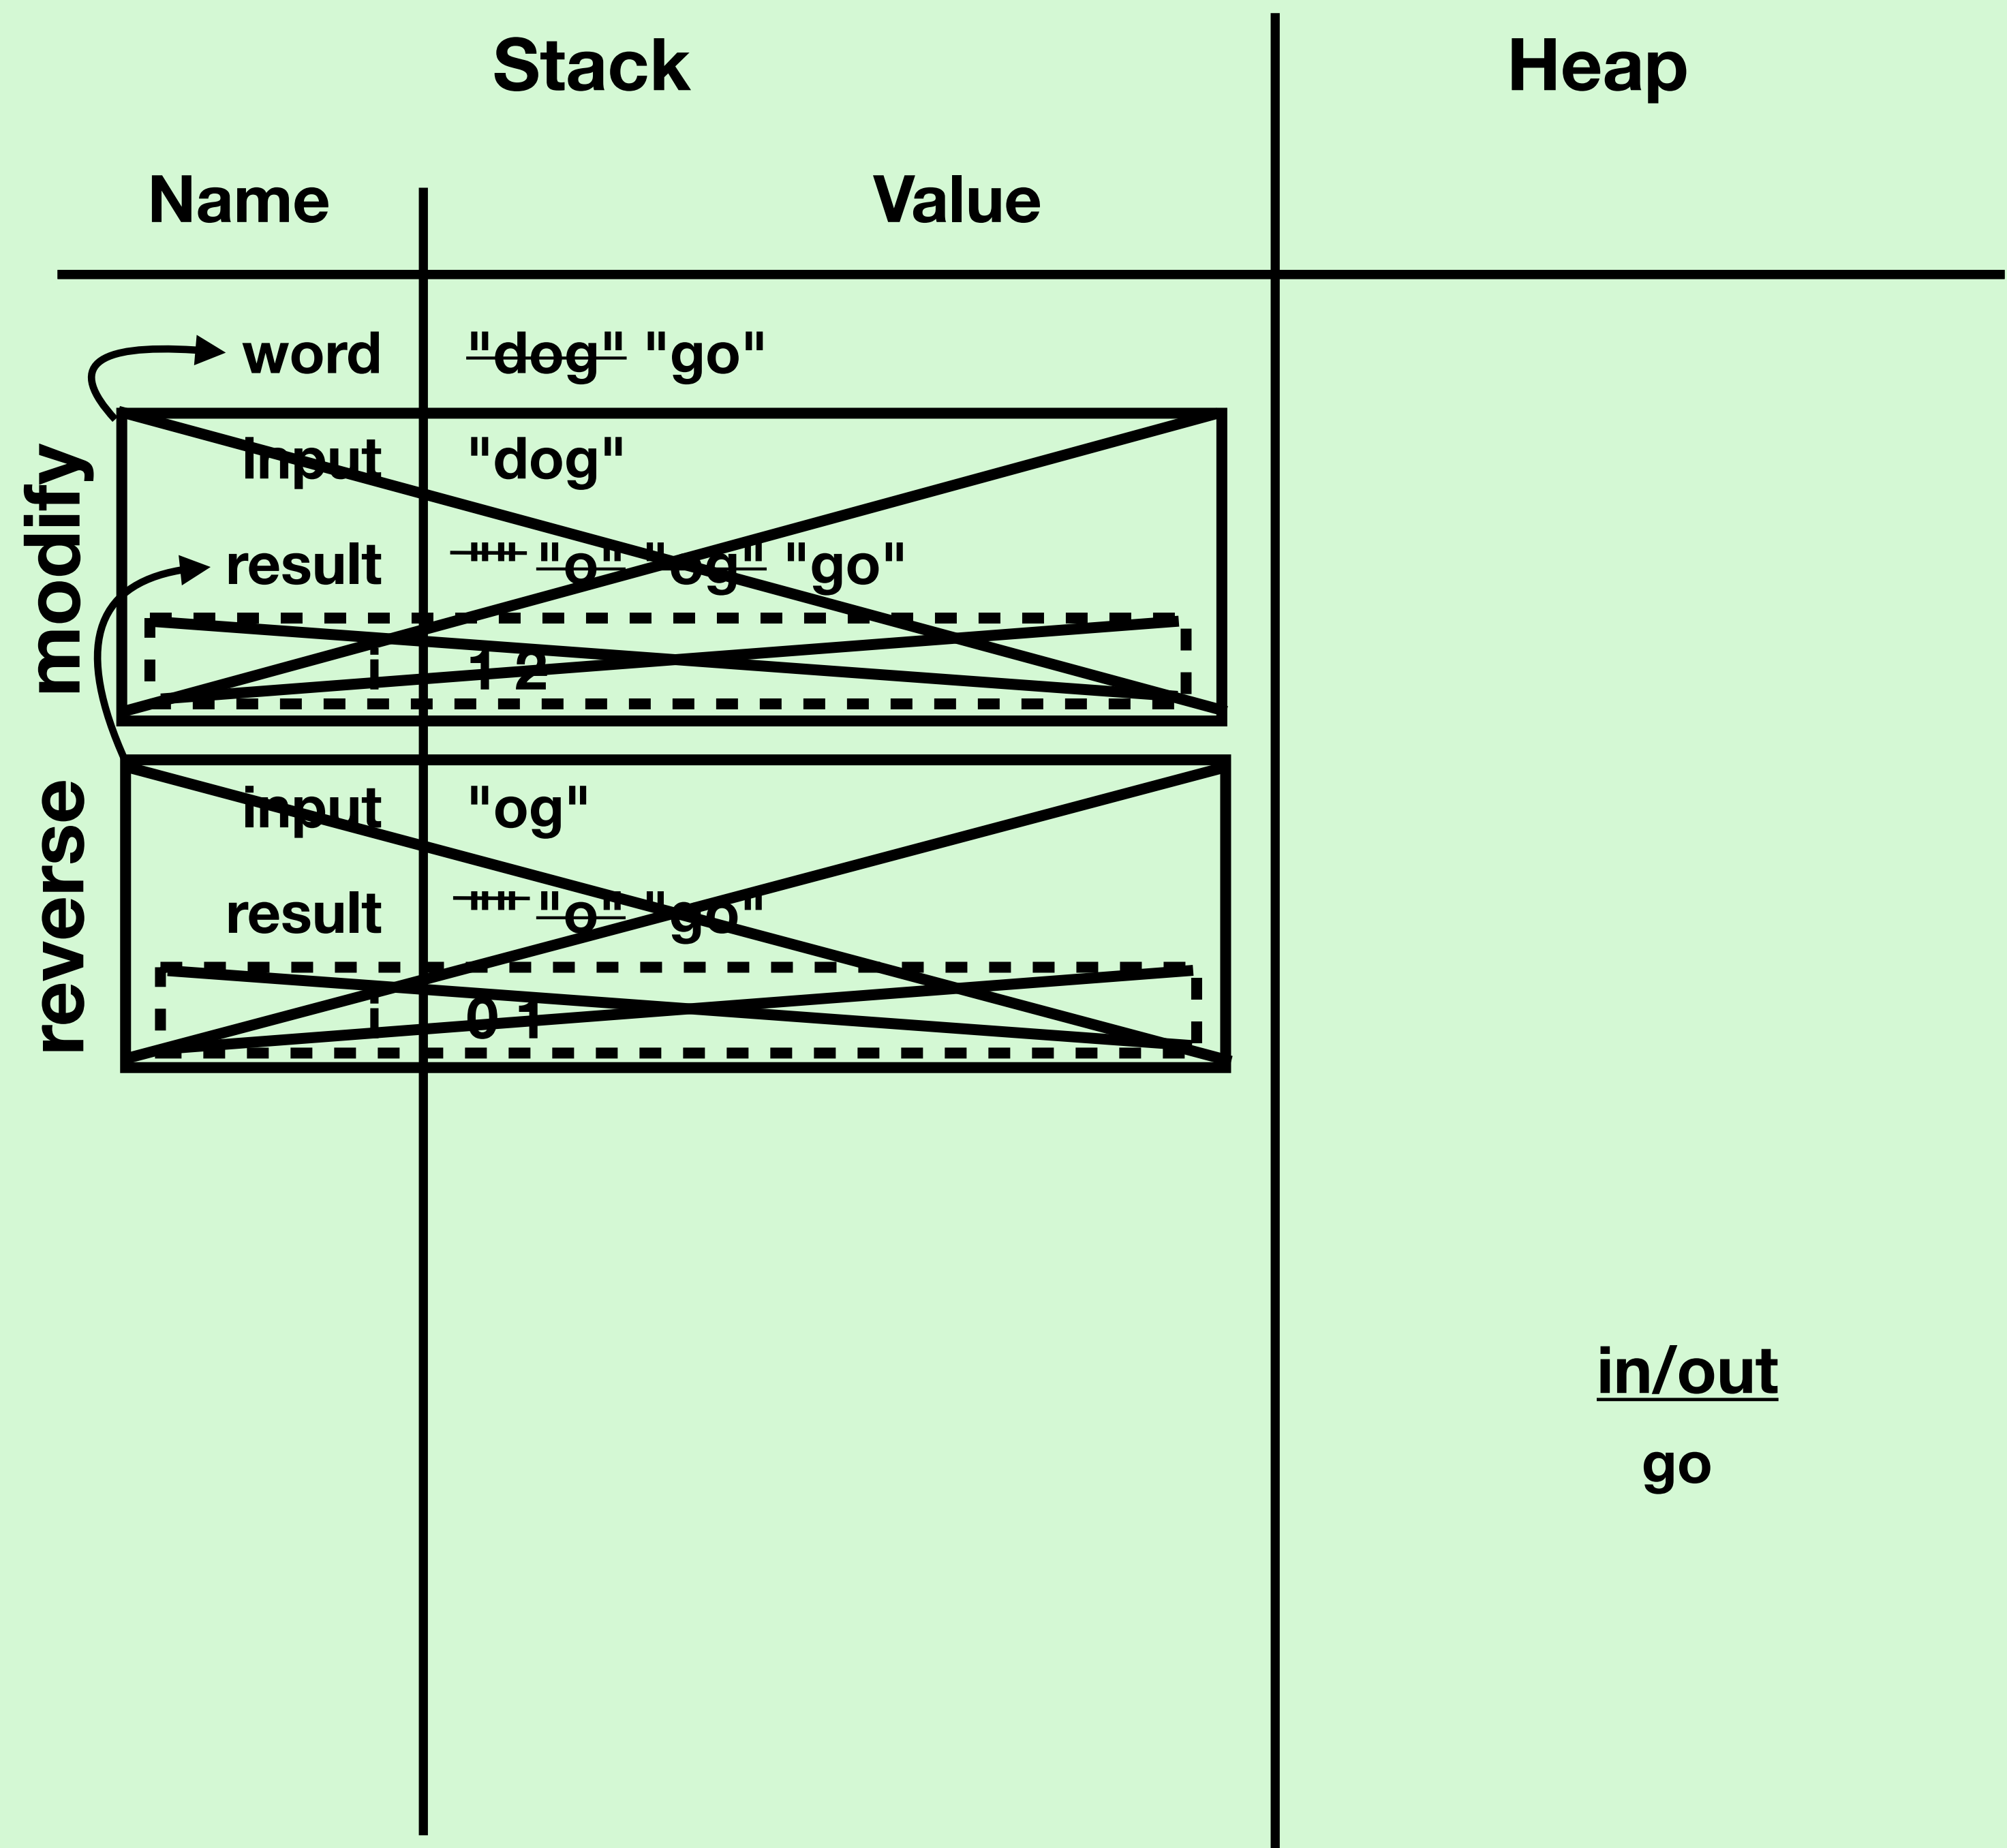 Stack Heap
Name Value
word "dog" "go"
modify
input "dog"
result "" "o" "og" "go"
i 1 2
reverse
input "og"
result "" "o" "go"
i 0 1
in/out
go